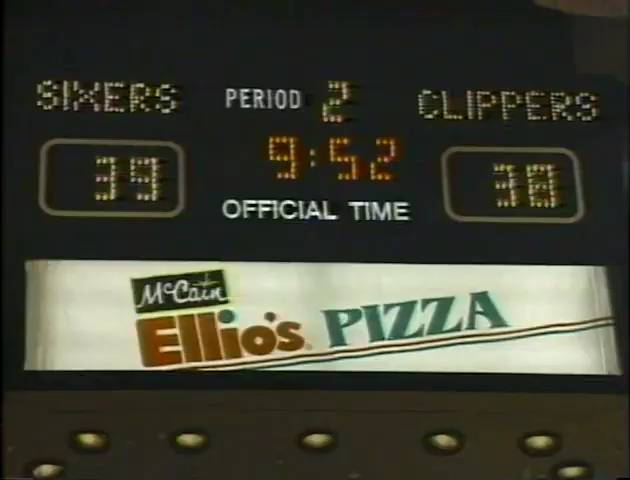 SIXERS PERIOD 2 CLIPPERS
39 9:52 38
OFFICIAL TIME
McCain
Ellio's PIZZA